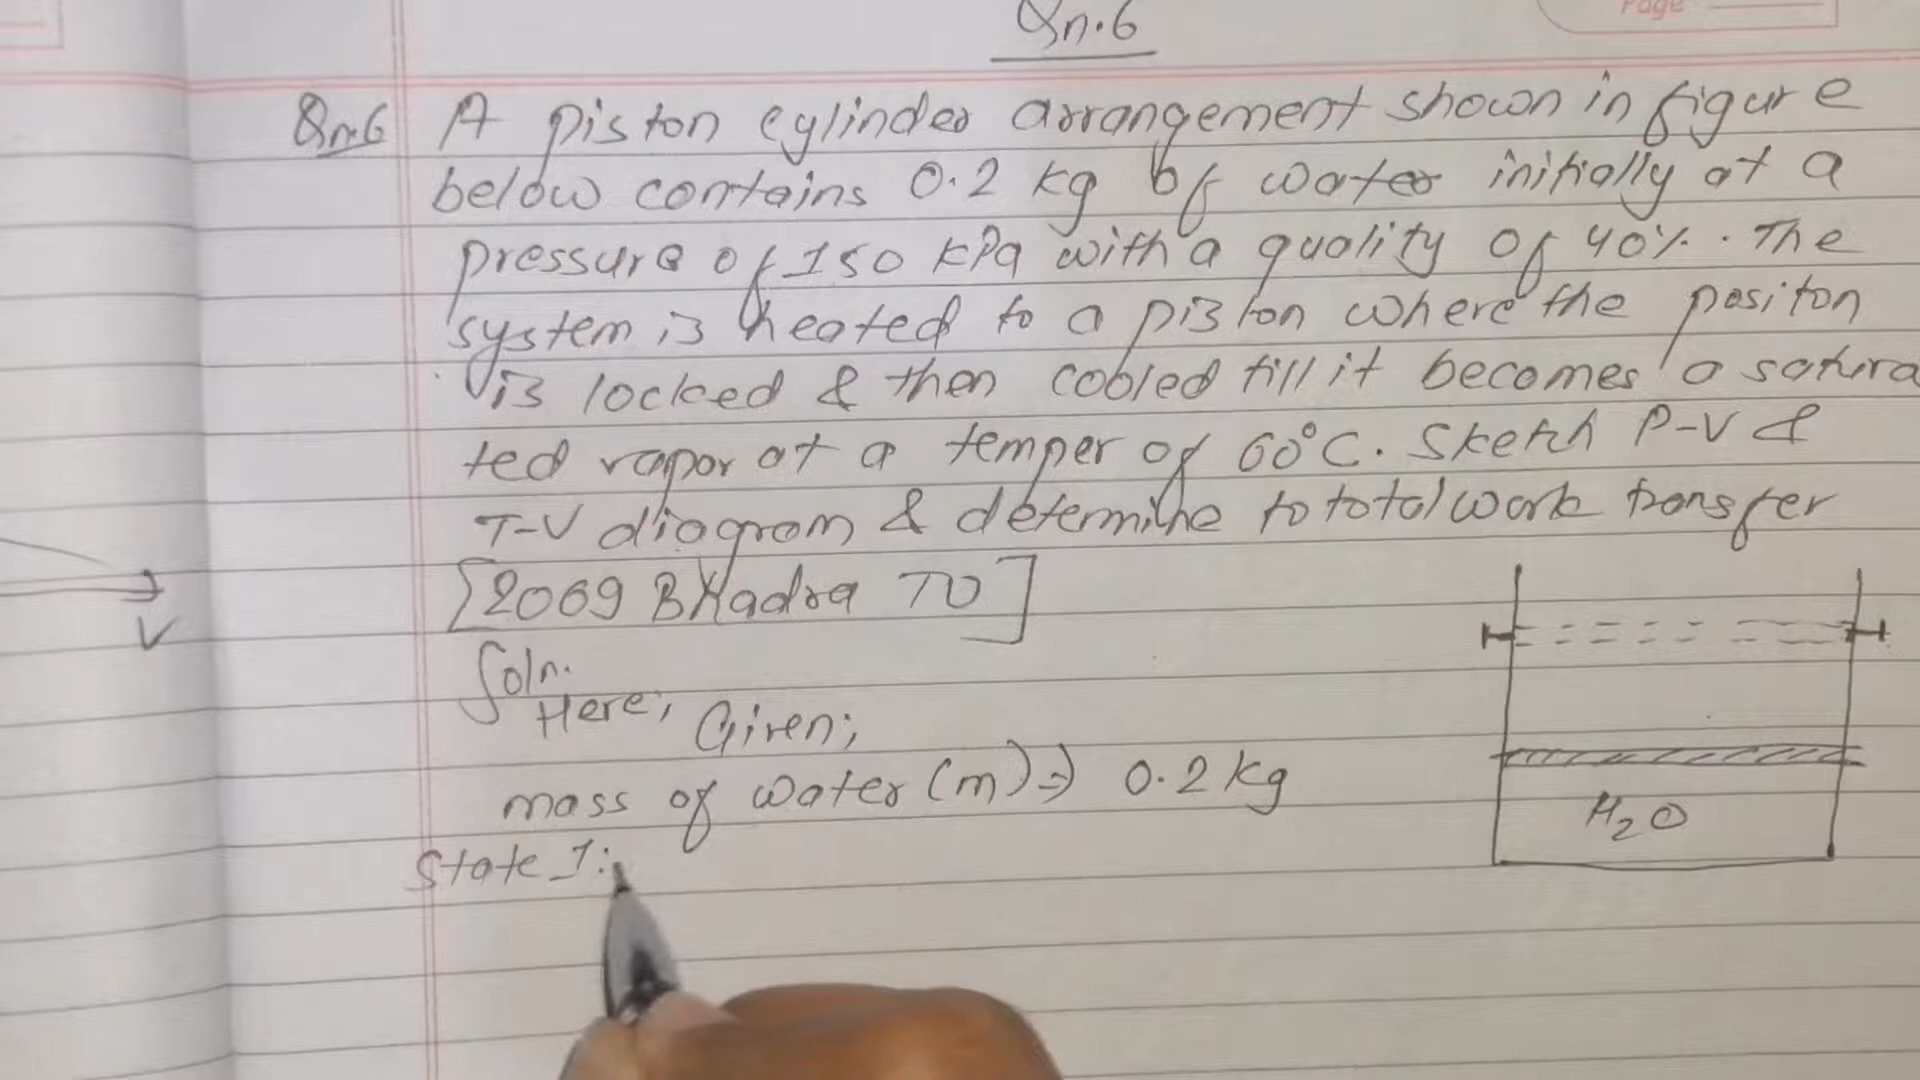 Page
Qn.6
Qn.6 A piston cylinder arrangement shown in figure
below contains 0.2 kg of water initially at a
pressure of 150 kPa with a quality of 40%. The
system is heated to a piston where the positon
is locked & then cooled till it becomes a satura
ted vapor at a temper of 60°C. Sketch P-V &
T-V diagram & determine to total work transfer
[2069 BHadra TU]
Soln.
Here, Given;
mass of water (m) => 0.2 kg
State 1:
H2O
V